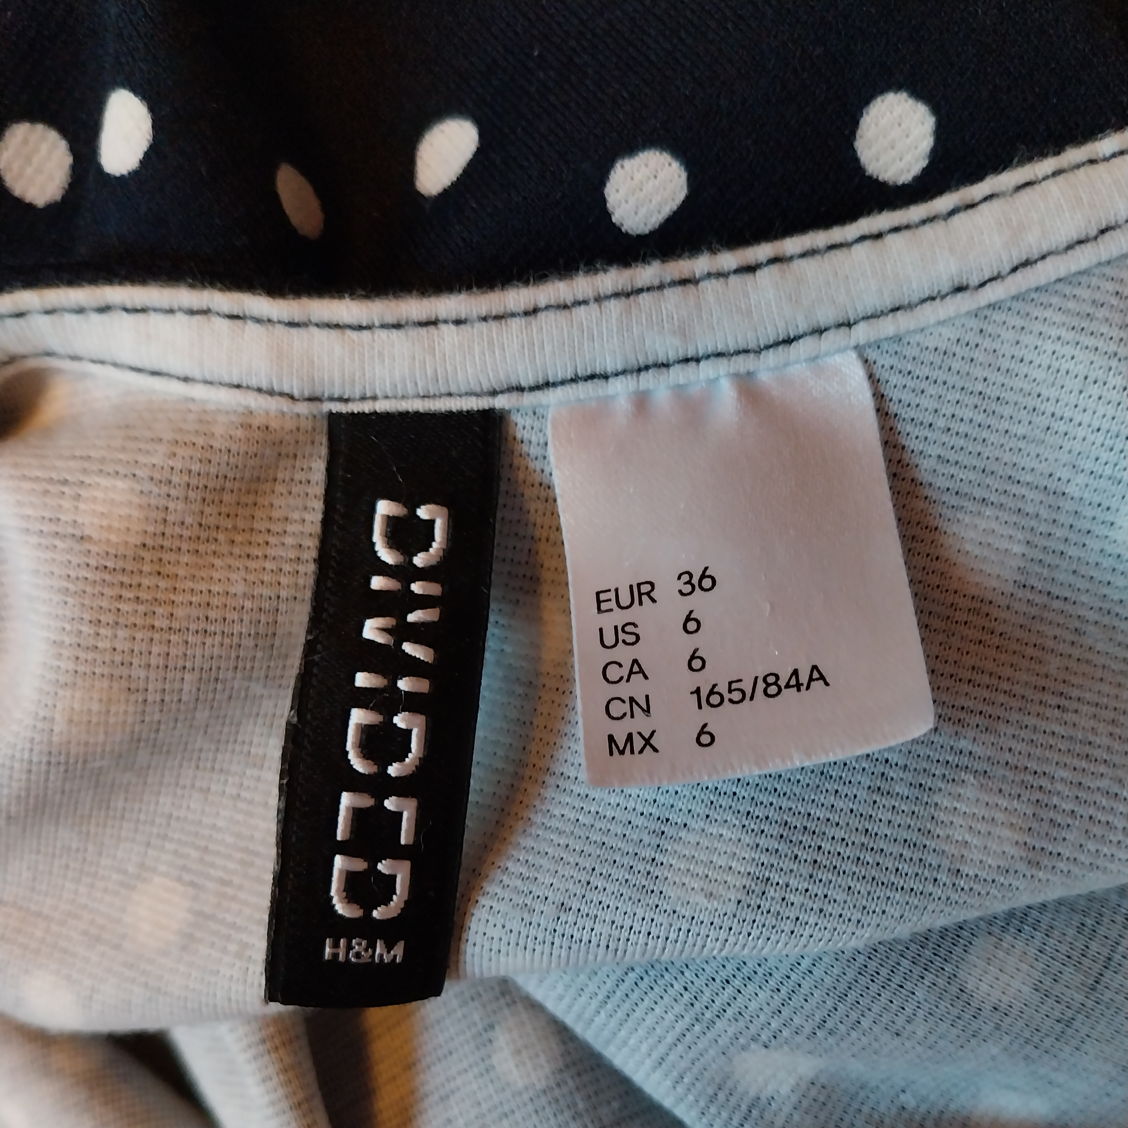 DIVIDED
H&M
EUR 36
US 6
CA 6
CN 165/84A
MX 6